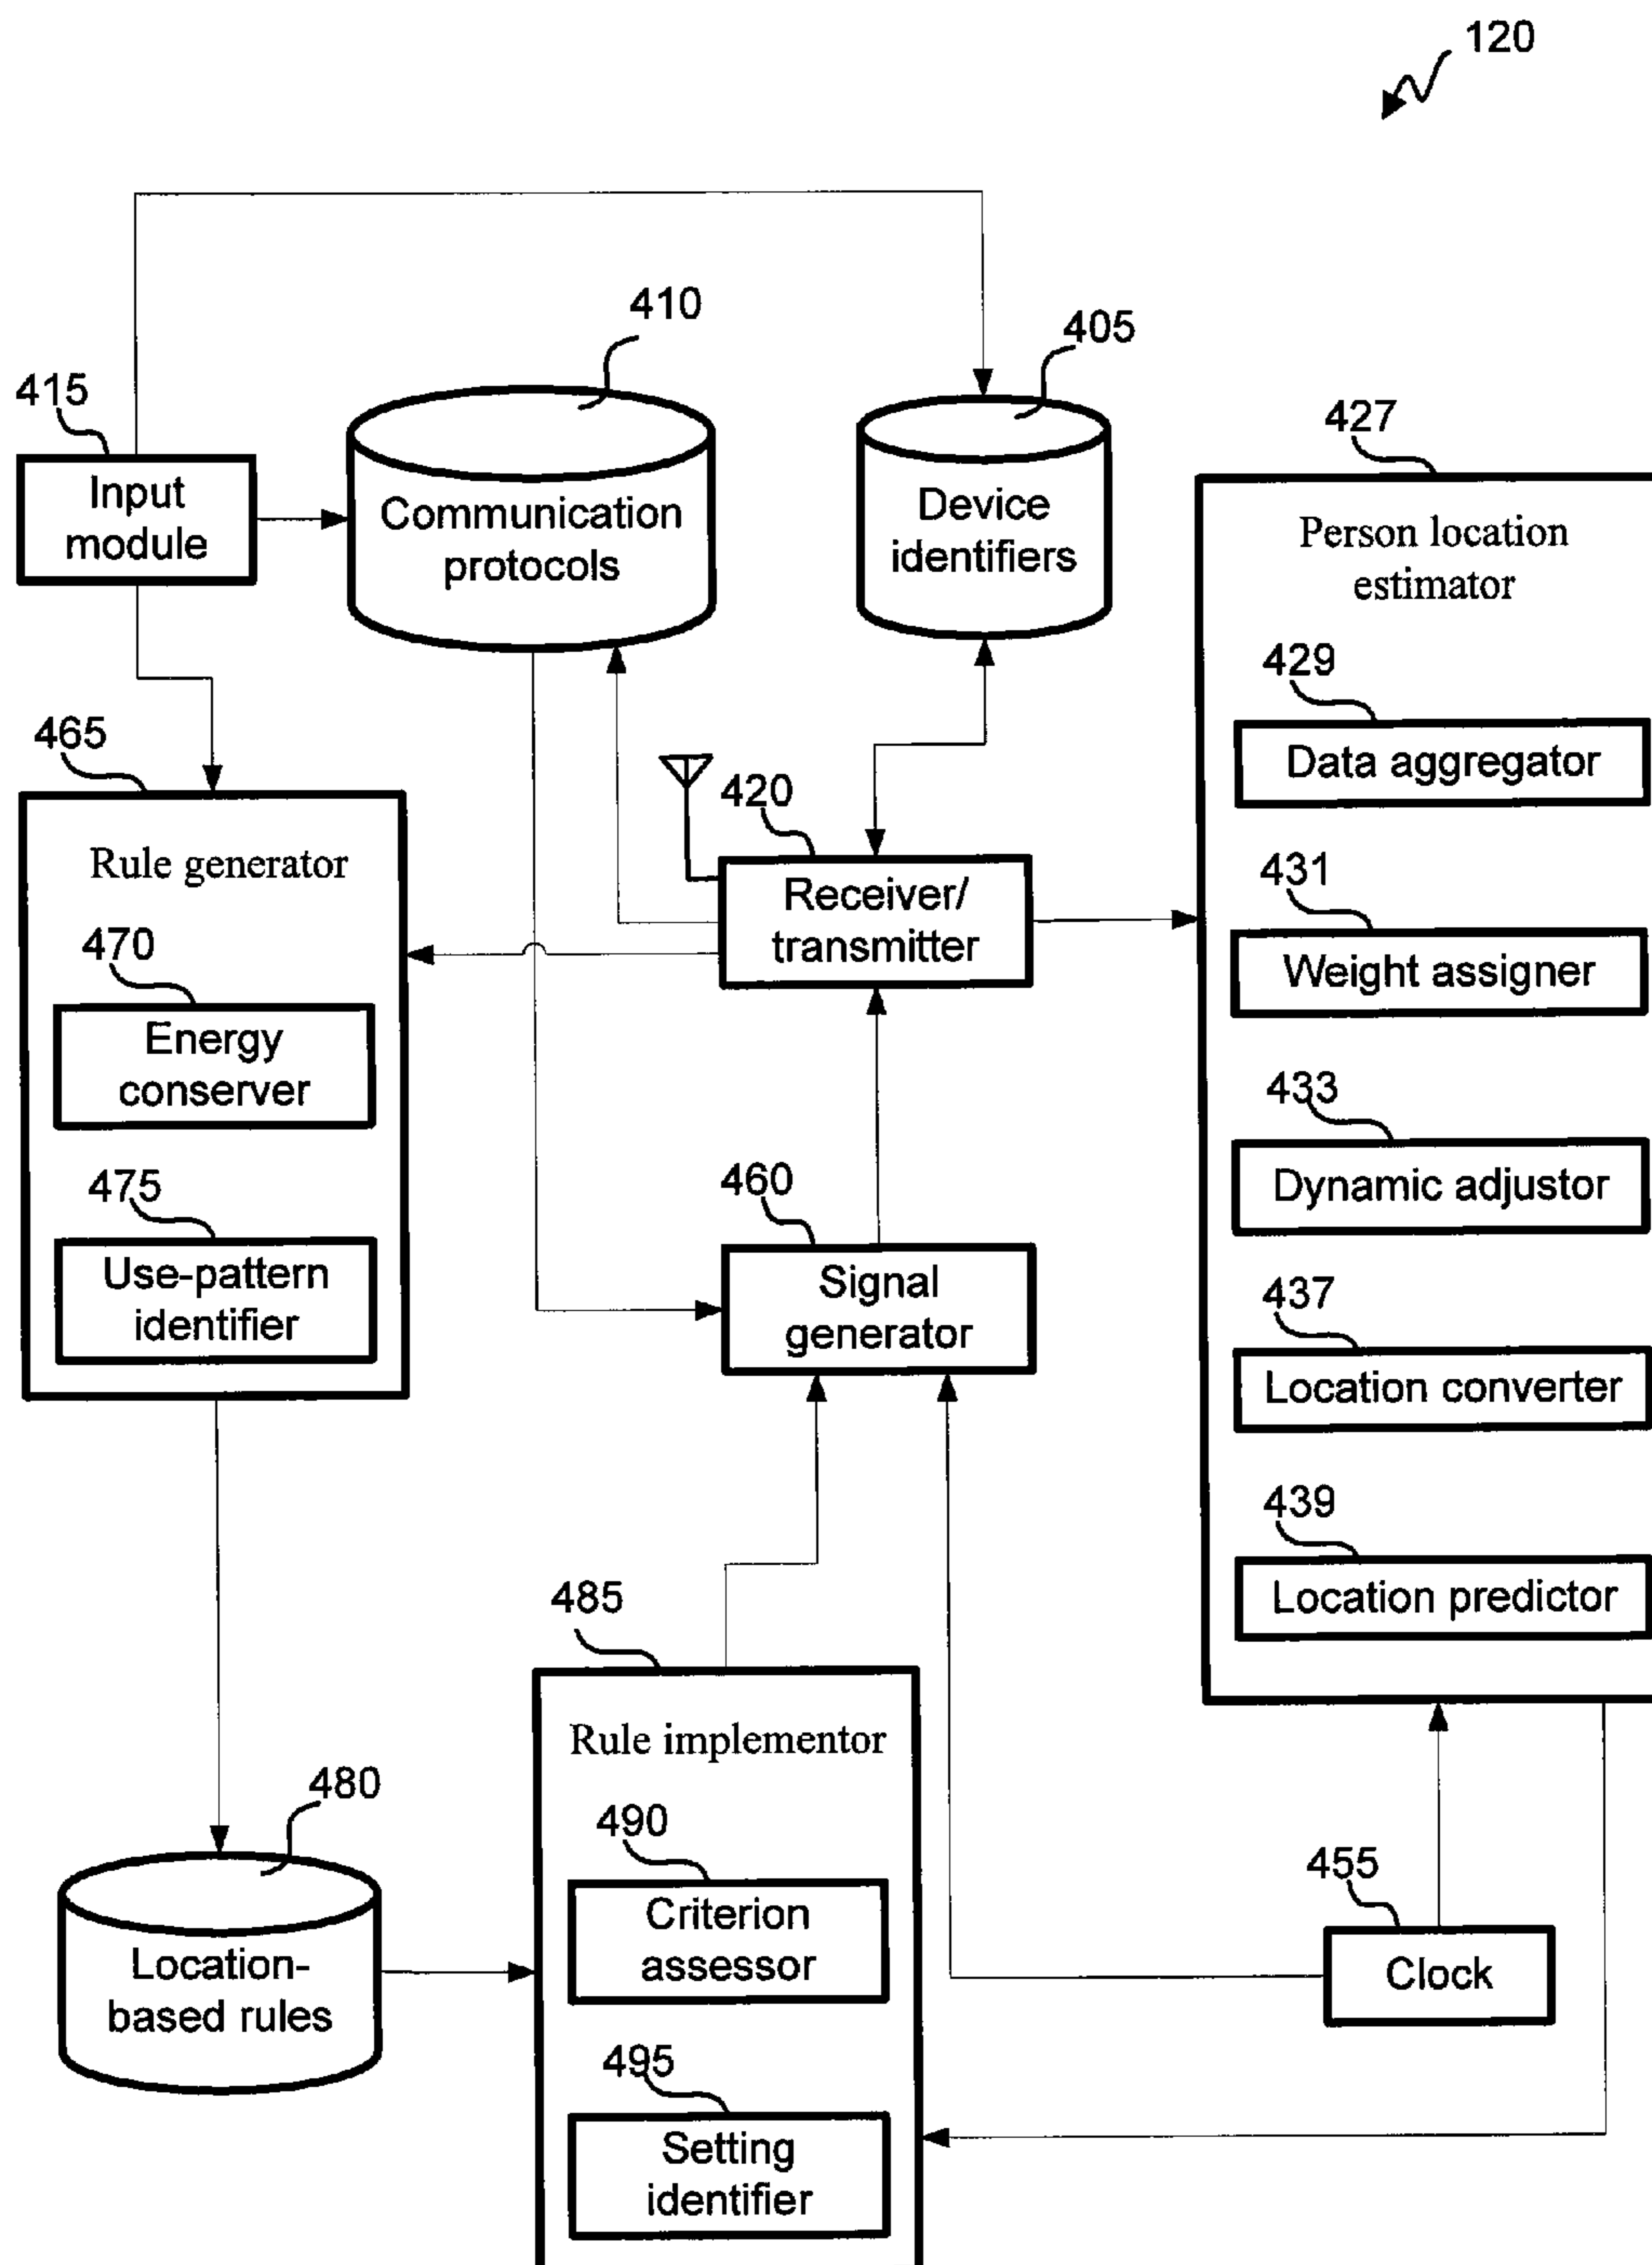 120
410
405
415
427
Input
module
Communication
protocols
Device
identifiers
Person location
estimator
429
Data aggregator
465
420
Rule generator
Receiver/
transmitter
431
Weight assigner
470
Energy
conserver
433
Dynamic adjustor
475
Use-pattern
identifier
460
Signal
generator
437
Location converter
439
Location predictor
485
Rule implementor
480
Location-
based rules
490
Criterion
assessor
455
Clock
495
Setting
identifier